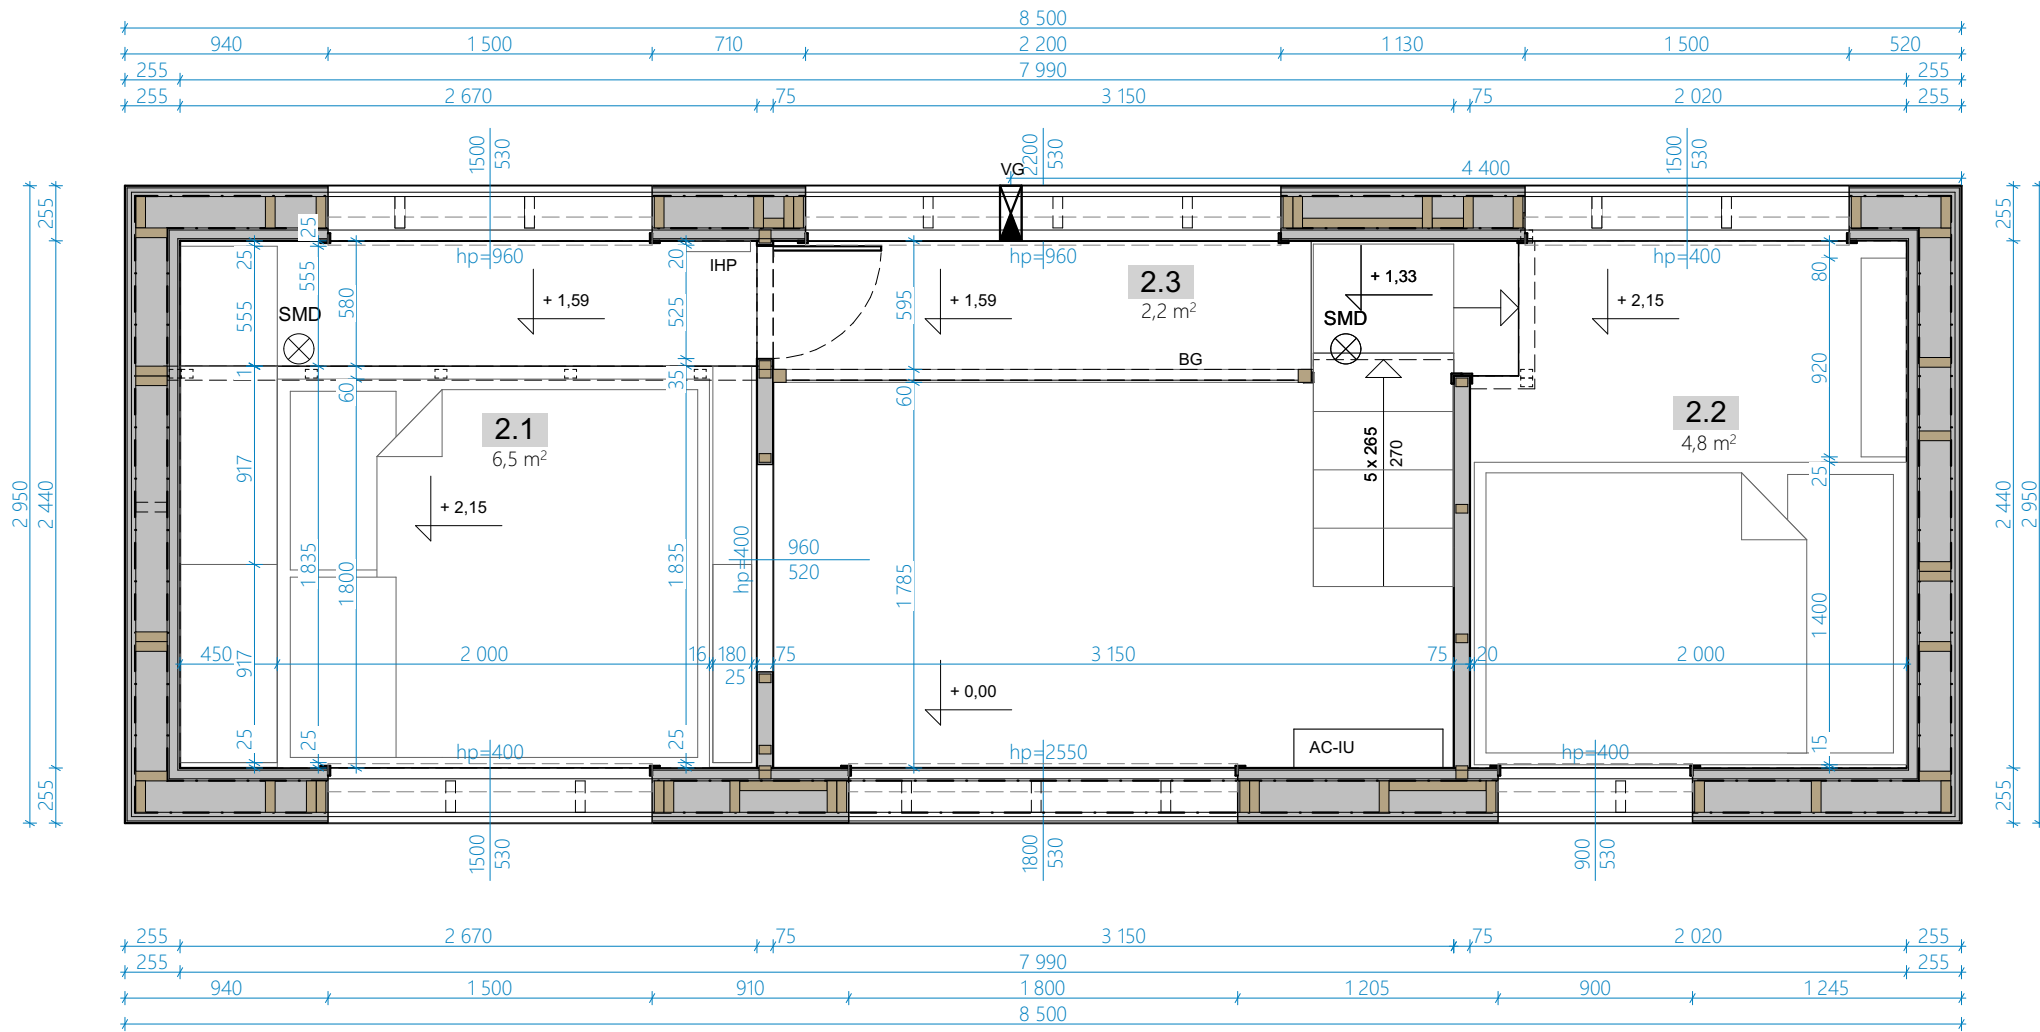 8 500
940 1 500 710 2 200 1 130 1 500 520
255 7 990 255
255 2 670 75 3 150 75 2 020 255
1500 530 2200 530 1500 530
VG 4 400
255 25 255
hp=960 hp=960 hp=400
25 555 580 20 IHP 595 80
2.3
2,2 m²
+ 1,59 + 1,59 + 1,33 + 2,15
555 SMD 525 SMD
1 60 35 60 BG 920
2.1
6,5 m²
2.2
4,8 m²
5 x 265
270
917 25
+ 2,15
2 950 2 440 2 440 2 950
hp=400 960
520
1 835 1 800 1 835 1 785 1 400
450 917 2 000 16 180 75 3 150 75 20 2 000
25
+ 0,00
25 25 25 15
hp=400 hp=2550 AC-IU hp=400
255 255
1500 530 1800 530 900 530
255 2 670 75 3 150 75 2 020 255
255 7 990 255
940 1 500 910 1 800 1 205 900 1 245
8 500